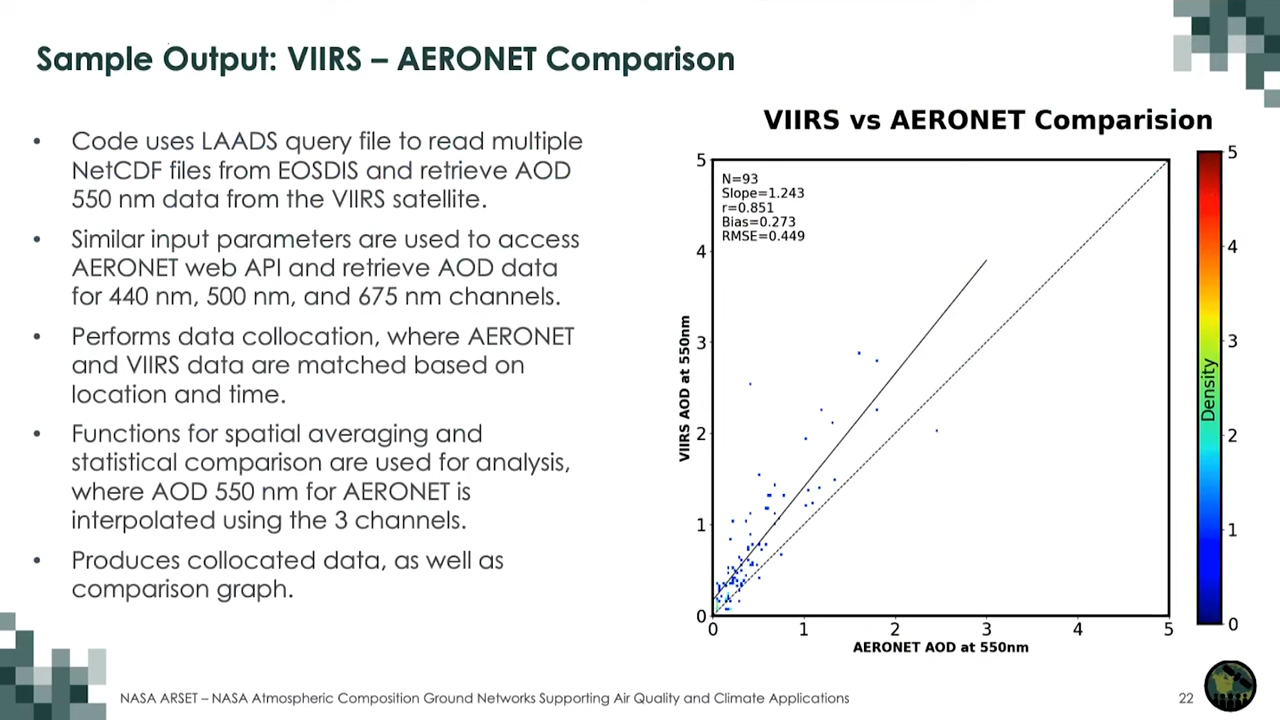 Sample Output: VIIRS – AERONET Comparison
• Code uses LAADS query file to read multiple
NetCDF files from EOSDIS and retrieve AOD
550 nm data from the VIIRS satellite.
• Similar input parameters are used to access
AERONET web API and retrieve AOD data
for 440 nm, 500 nm, and 675 nm channels.
• Performs data collocation, where AERONET
and VIIRS data are matched based on
location and time.
• Functions for spatial averaging and
statistical comparison are used for analysis,
where AOD 550 nm for AERONET is
interpolated using the 3 channels.
• Produces collocated data, as well as
comparison graph.
VIIRS vs AERONET Comparision
N=93
Slope=1.243
r=0.851
Bias=0.273
RMSE=0.449
5
4
3
2
1
0
VIIRS AOD at 550nm
0 1 2 3 4 5
AERONET AOD at 550nm
5
4
3
2
1
0
Density
NASA ARSET – NASA Atmospheric Composition Ground Networks Supporting Air Quality and Climate Applications
22